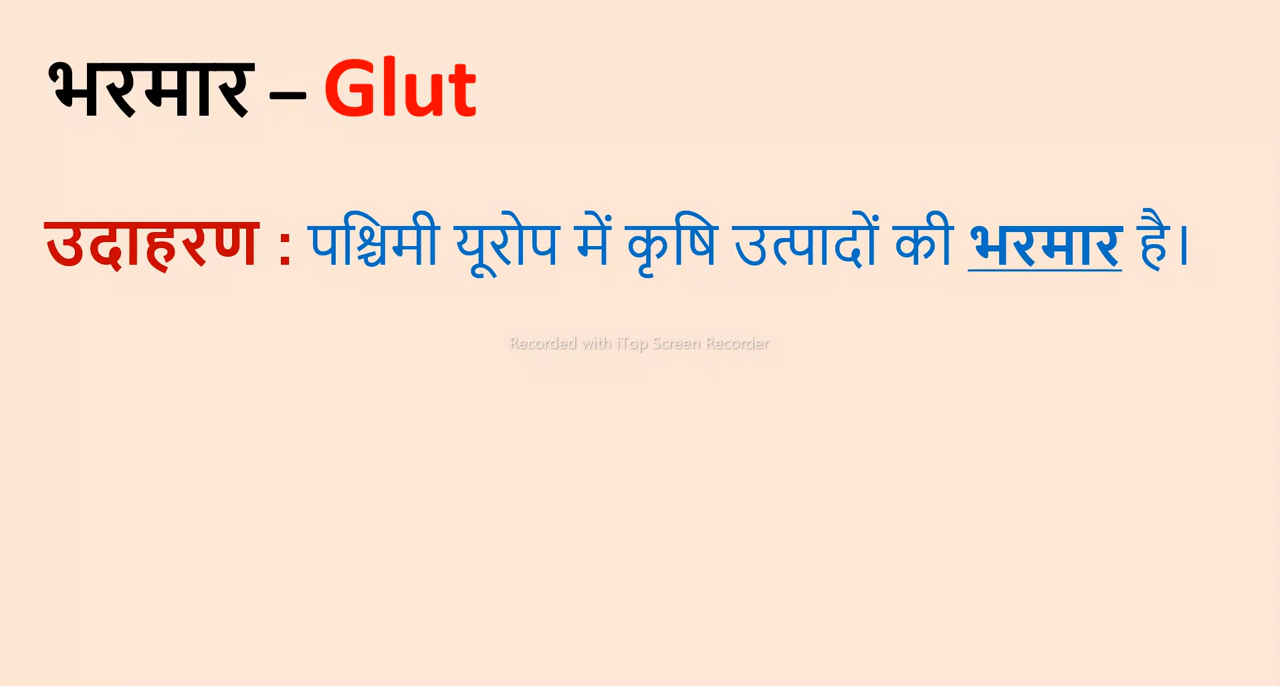 भरमार – Glut
उदाहरण : पश्चिमी यूरोप में कृषि उत्पादों की भरमार है।
Recorded with iTop Screen Recorder